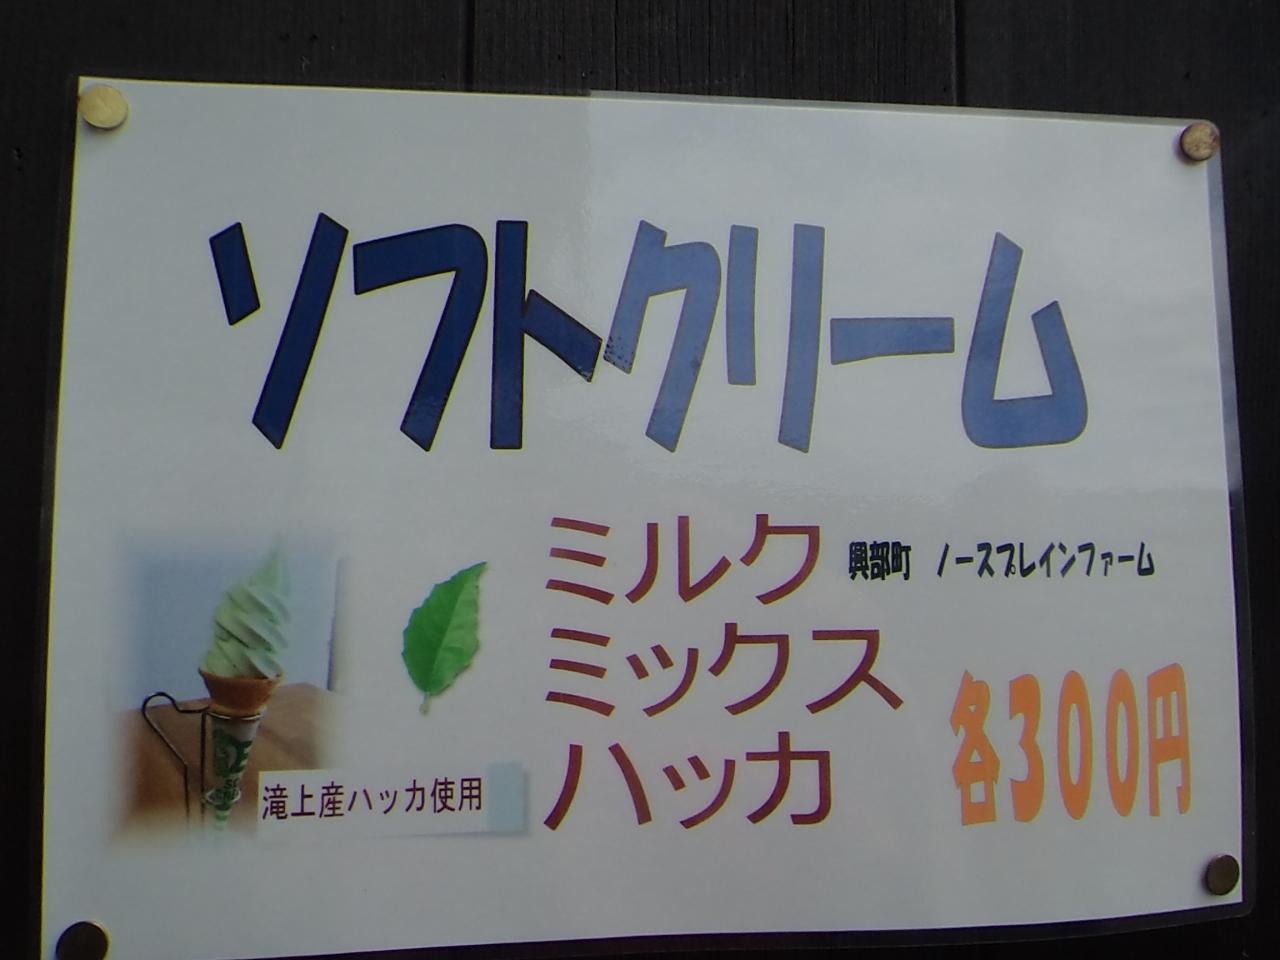 ソフトクリーム
ミルク 興部町 ノースプレインファーム
ミックス
ハッカ
各300円
滝上産ハッカ使用